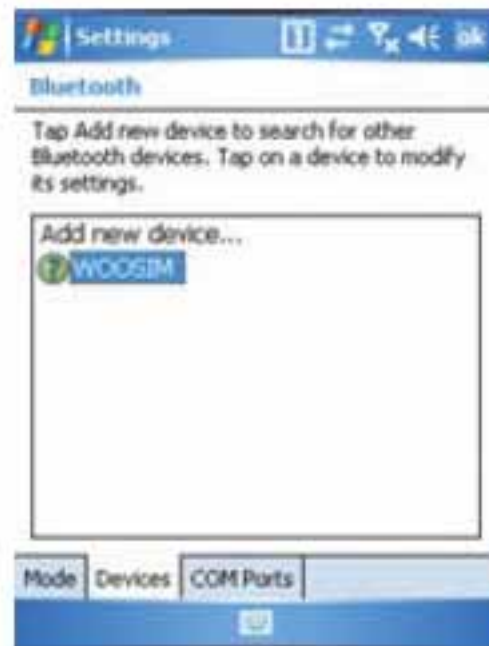 Settings
ok
Bluetooth
Tap Add new device to search for other
Bluetooth devices. Tap on a device to modify
its settings.
Add new device...
WOOSIM
Mode Devices COM Ports